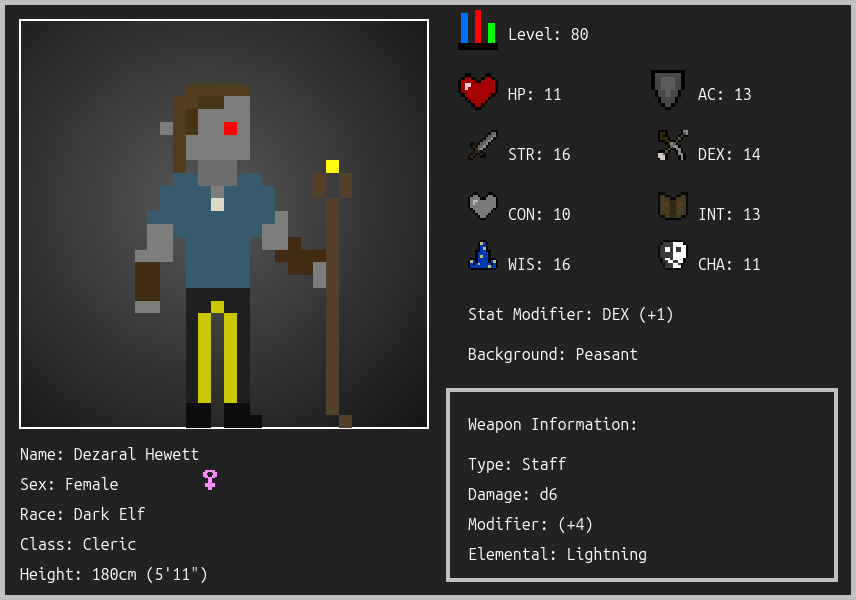 Level: 80
HP: 11
AC: 13
STR: 16
DEX: 14
CON: 10
INT: 13
WIS: 16
CHA: 11
Stat Modifier: DEX (+1)
Background: Peasant
Weapon Information:
Type: Staff
Damage: d6
Modifier: (+4)
Elemental: Lightning
Name: Dezaral Hewett
Sex: Female
Race: Dark Elf
Class: Cleric
Height: 180cm (5'11")